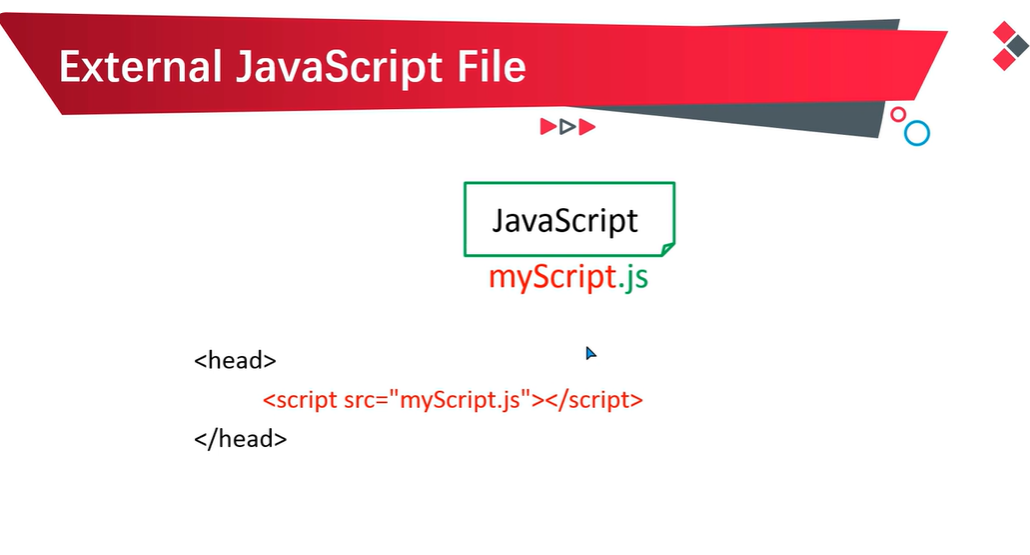 External JavaScript File
JavaScript
myScript.js
<head>
<script src="myScript.js"></script>
</head>